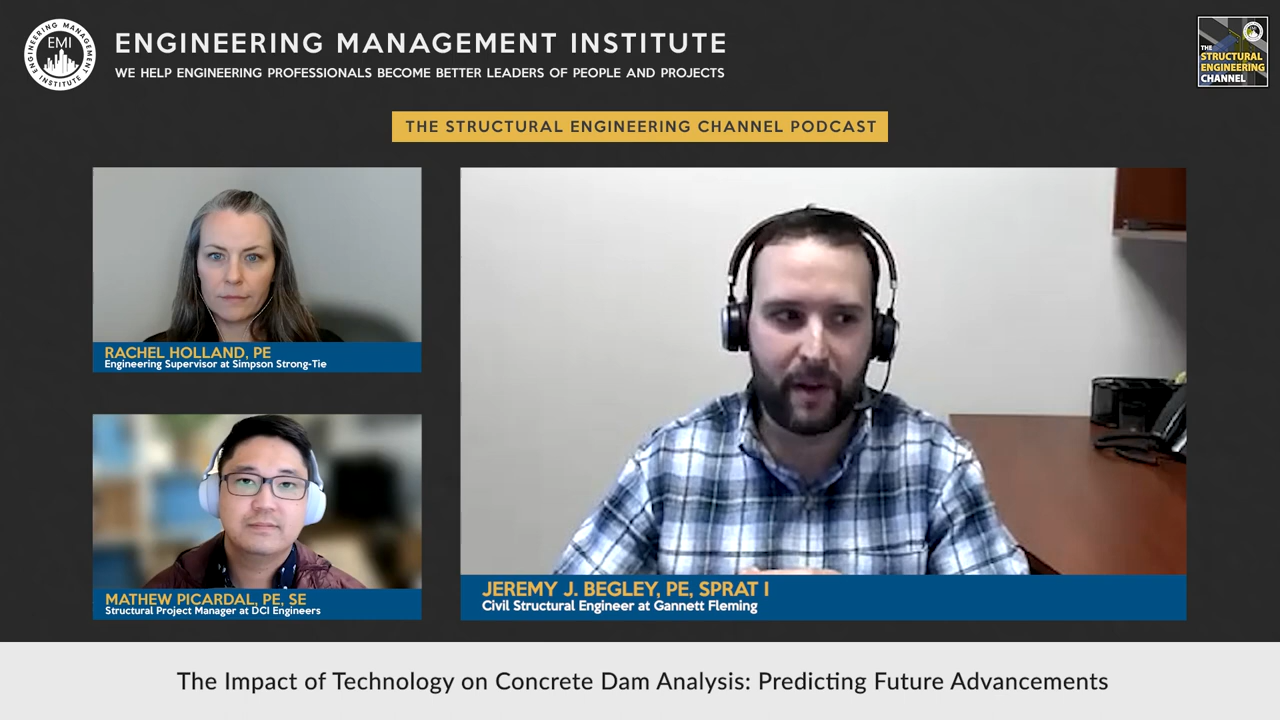 EMI
ENGINEERING MANAGEMENT INSTITUTE
ENGINEERING MANAGEMENT INSTITUTE
WE HELP ENGINEERING PROFESSIONALS BECOME BETTER LEADERS OF PEOPLE AND PROJECTS
THE
STRUCTURAL
ENGINEERING
CHANNEL
THE STRUCTURAL ENGINEERING CHANNEL PODCAST
RACHEL HOLLAND, PE
Engineering Supervisor at Simpson Strong-Tie
MATHEW PICARDAL, PE, SE
Structural Project Manager at DCI Engineers
JEREMY J. BEGLEY, PE, SPRAT I
Civil Structural Engineer at Gannett Fleming
The Impact of Technology on Concrete Dam Analysis: Predicting Future Advancements